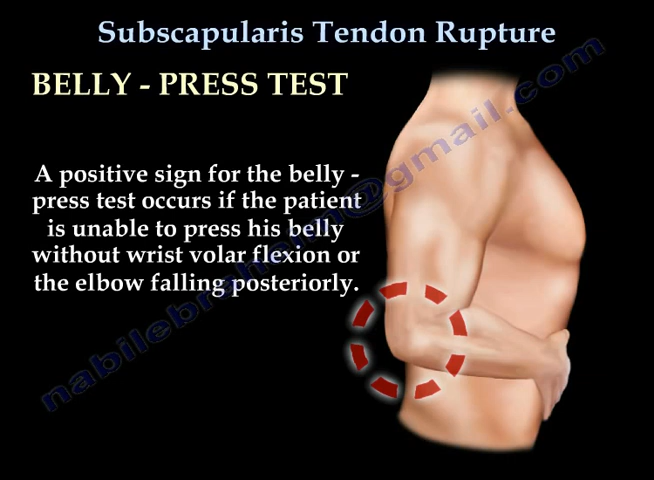 Subscapularis Tendon Rupture
BELLY - PRESS TEST
A positive sign for the belly -
press test occurs if the patient
is unable to press his belly
without wrist volar flexion or
the elbow falling posteriorly.
nabilebraheim@gmail.com